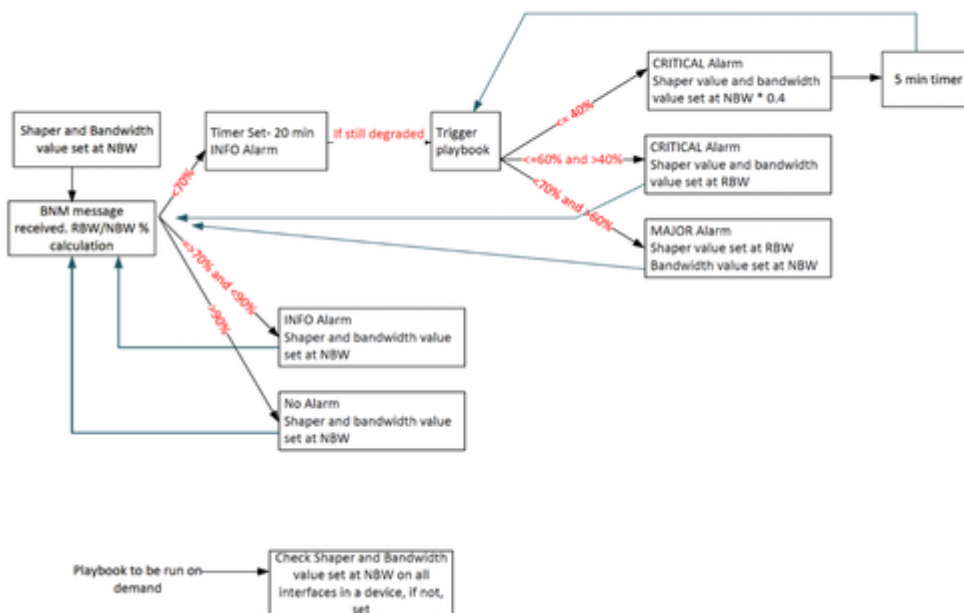 CRITICAL Alarm
Shaper value and bandwidth
value set at NBW * 0.4
5 min timer
<= 40%
Shaper and Bandwidth
value set at NBW
Timer Set- 20 min
INFO Alarm
If still degraded
Trigger
playbook
<=60% and >40%
CRITICAL Alarm
Shaper value and bandwidth
value set at RBW
<70%
<70% and >60%
BNM message
received. RBW/NBW %
calculation
MAJOR Alarm
Shaper value set at RBW
Bandwidth value set at NBW
=>70% and <90%
>90%
INFO Alarm
Shaper and bandwidth value
set at NBW
No Alarm
Shaper and bandwidth value
set at NBW
Playbook to be run on
demand
Check Shaper and Bandwidth
value set at NBW on all
interfaces in a device, if not,
set